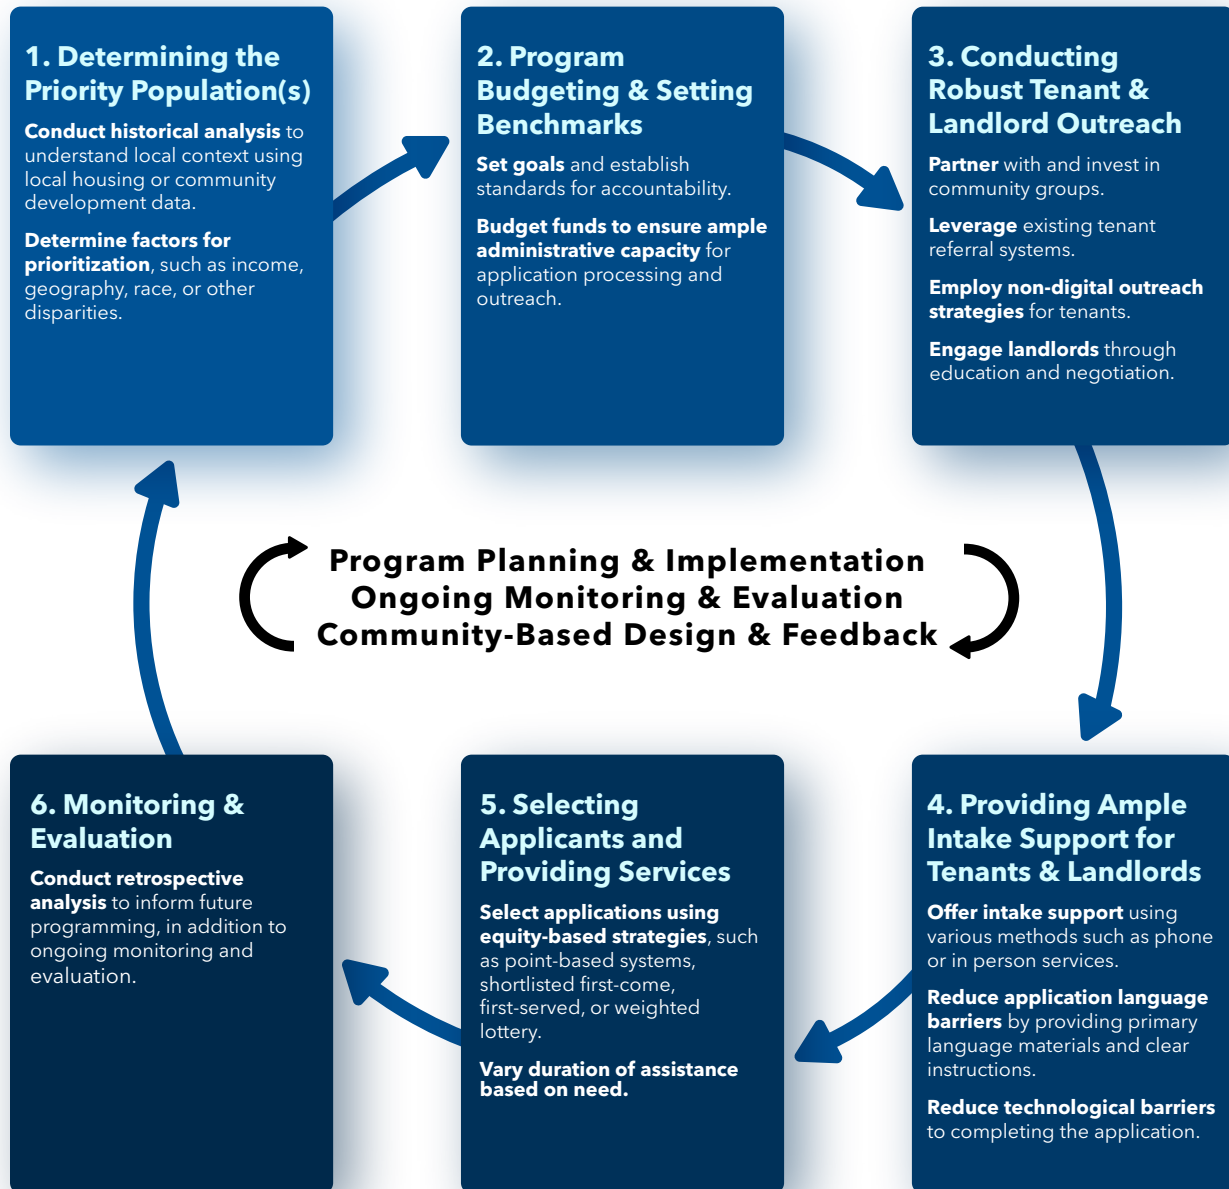 1. Determining the
Priority Population(s)
Conduct historical analysis to
understand local context using
local housing or community
development data.
Determine factors for
prioritization, such as income,
geography, race, or other
disparities.
2. Program
Budgeting & Setting
Benchmarks
Set goals and establish
standards for accountability.
Budget funds to ensure ample
administrative capacity for
application processing and
outreach.
3. Conducting
Robust Tenant &
Landlord Outreach
Partner with and invest in
community groups.
Leverage existing tenant
referral systems.
Employ non-digital outreach
strategies for tenants.
Engage landlords through
education and negotiation.
Program Planning & Implementation
Ongoing Monitoring & Evaluation
Community-Based Design & Feedback
4. Providing Ample
Intake Support for
Tenants & Landlords
Offer intake support using
various methods such as phone
or in person services.
Reduce application language
barriers by providing primary
language materials and clear
instructions.
Reduce technological barriers
to completing the application.
5. Selecting
Applicants and
Providing Services
Select applications using
equity-based strategies, such
as point-based systems,
shortlisted first-come,
first-served, or weighted
lottery.
Vary duration of assistance
based on need.
6. Monitoring &
Evaluation
Conduct retrospective
analysis to inform future
programming, in addition to
ongoing monitoring and
evaluation.